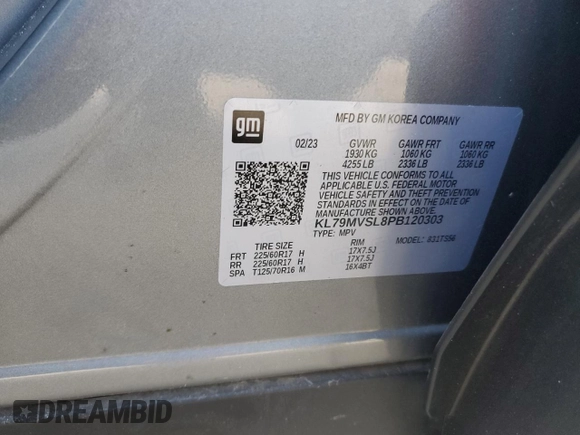 gm
MFD BY GM KOREA COMPANY
02/23 GVWR GAWR FRT GAWR RR
1930 KG 1060 KG 1060 KG
4255 LB 2336 LB 2336 LB
THIS VEHICLE CONFORMS TO ALL
APPLICABLE U.S. FEDERAL MOTOR
VEHICLE SAFETY AND THEFT PREVENTION
STANDARDS IN EFFECT ON THE DATE OF
MANUFACTURE SHOWN ABOVE.
KL79MVSL8PB120303
TYPE: MPV MODEL: 831TS56
TIRE SIZE RIM
FRT 225/60R17 H 17X7.5J
RR 225/60R17 H 17X7.5J
SPA T125/70R16 M 16X4BT
DREAMBID